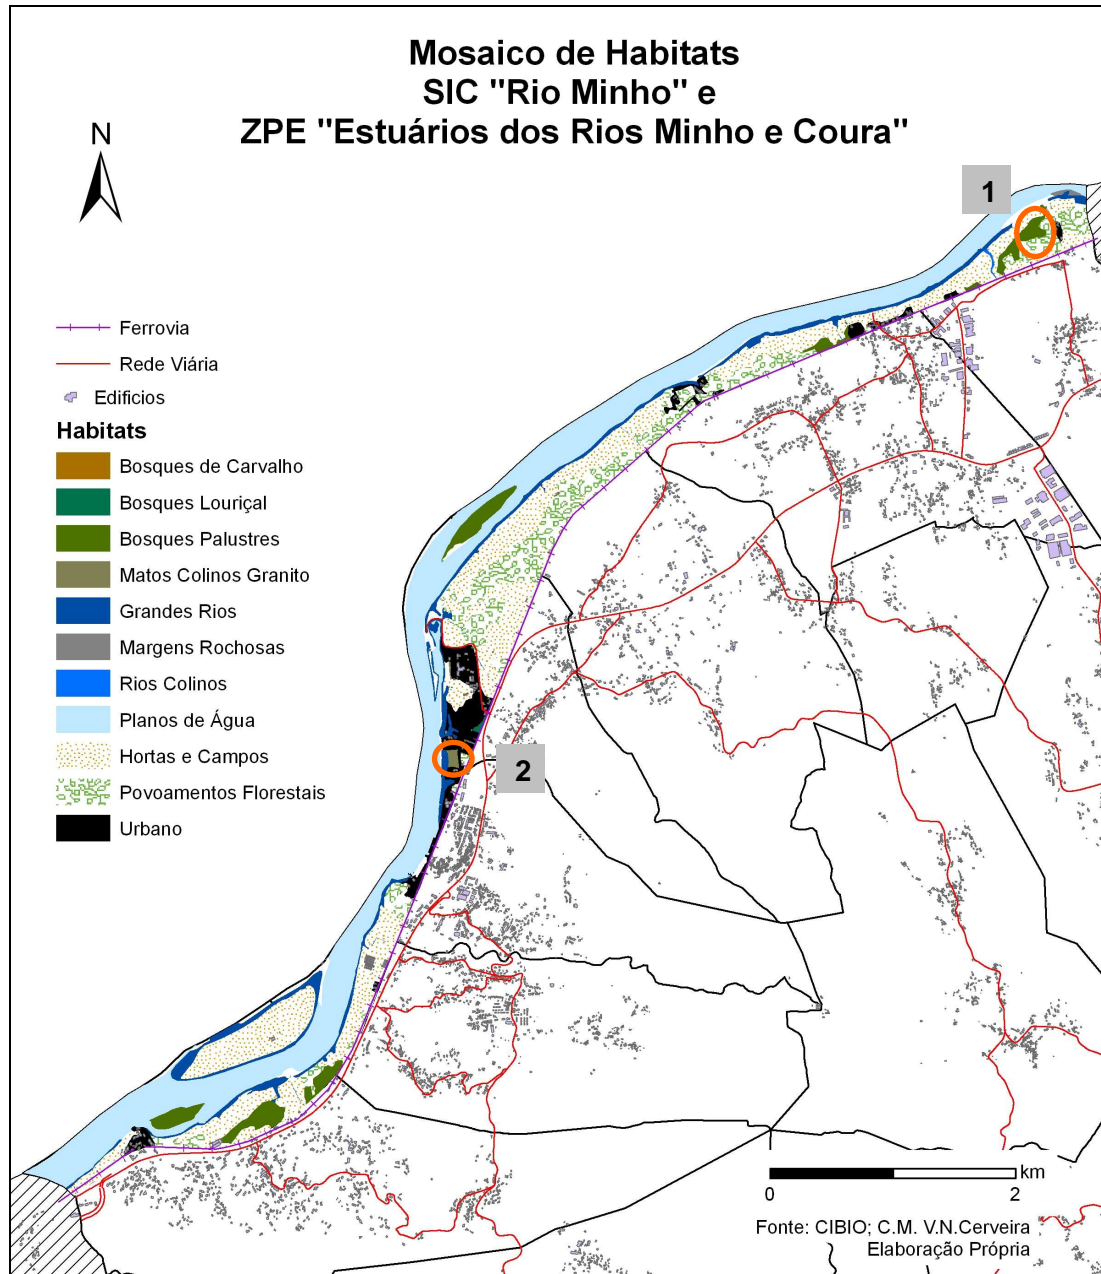 Mosaico de Habitats
SIC "Rio Minho" e
ZPE "Estuários dos Rios Minho e Coura"
N
1
Ferrovia
Rede Viária
Edificios
Habitats
Bosques de Carvalho
Bosques Louriçal
Bosques Palustres
Matos Colinos Granito
Grandes Rios
Margens Rochosas
Rios Colinos
Planos de Água
Hortas e Campos
Povoamentos Florestais
Urbano
2
km
0
2
Fonte: CIBIO; C.M. V.N.Cerveira
Elaboração Própria